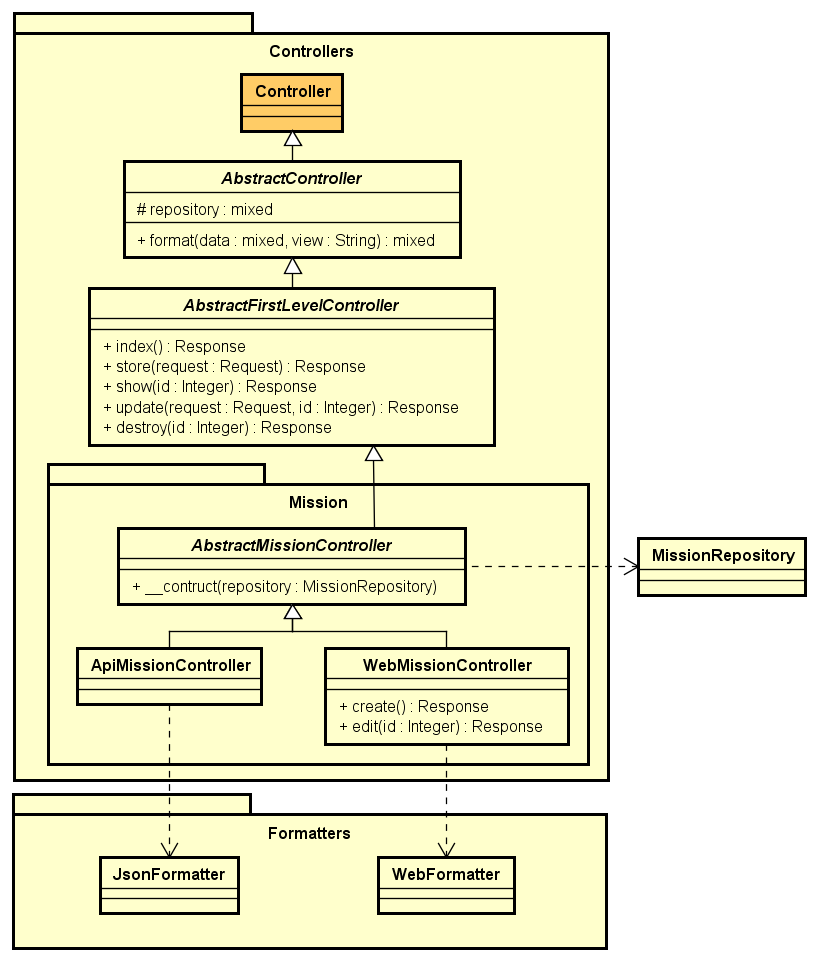 Controllers
Controller
AbstractController
# repository : mixed
+ format(data : mixed, view : String) : mixed
AbstractFirstLevelController
+ index() : Response
+ store(request : Request) : Response
+ show(id : Integer) : Response
+ update(request : Request, id : Integer) : Response
+ destroy(id : Integer) : Response
Mission
AbstractMissionController
+ __contruct(repository : MissionRepository)
MissionRepository
ApiMissionController
WebMissionController
+ create() : Response
+ edit(id : Integer) : Response
Formatters
JsonFormatter
WebFormatter